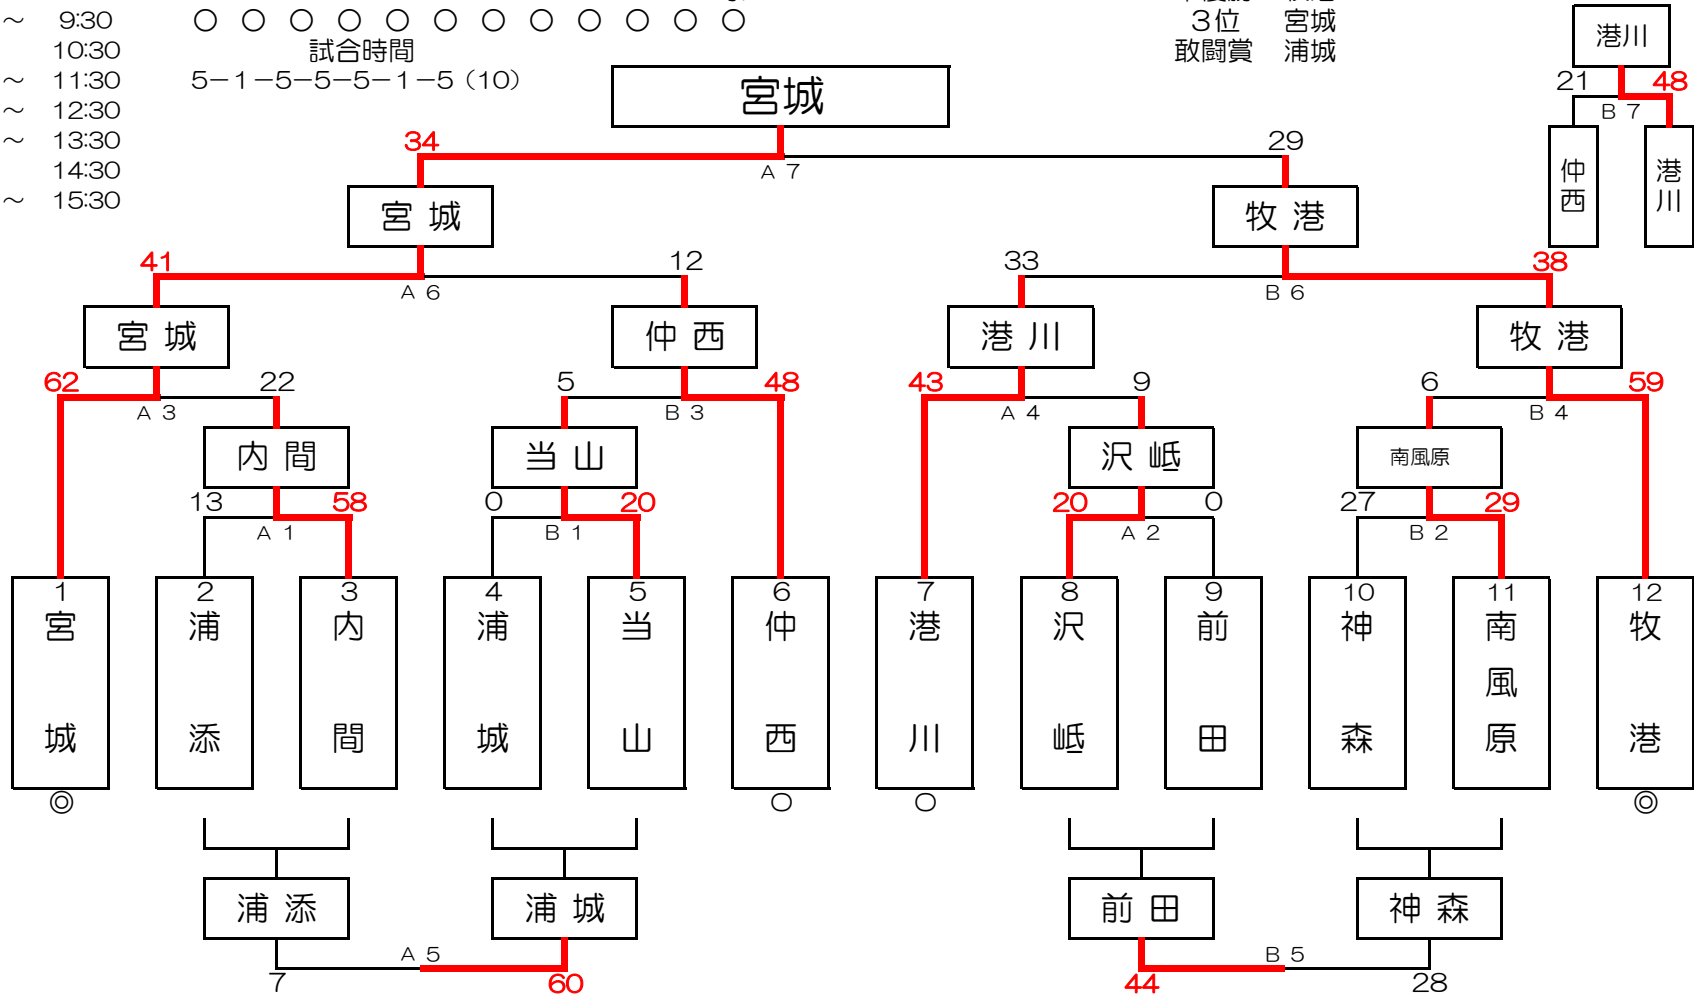 ～ 9:30 ○ ○ ○ ○ ○ ○ ○ ○ ○ ○ ○ ○ 3位 宮城 港川
10:30 試合時間 敢闘賞 浦城
～ 11:30 5－1－5－5－5－1－5（10） 21 48
～ 12:30 宮城 B 7
～ 13:30 34 29
14:30 A 7 仲西 港川
～ 15:30 宮城 牧港
41 12 33 38
A 6 B 6
宮城 仲西 港川 牧港
62 22 5 48 43 9 6 59
A 3 B 3 A 4 B 4
内間 当山 沢岻 南風原
13 58 0 20 20 0 27 29
A 1 B 1 A 2 B 2
1 2 3 4 5 6 7 8 9 10 11 12
宮城 浦添 内間 浦城 当山 仲西 港川 沢岻 前田 神森 南風原 牧港
◎ ○ ○ ◎
浦添 浦城 前田 神森
A 5 B 5
7 60 44 28